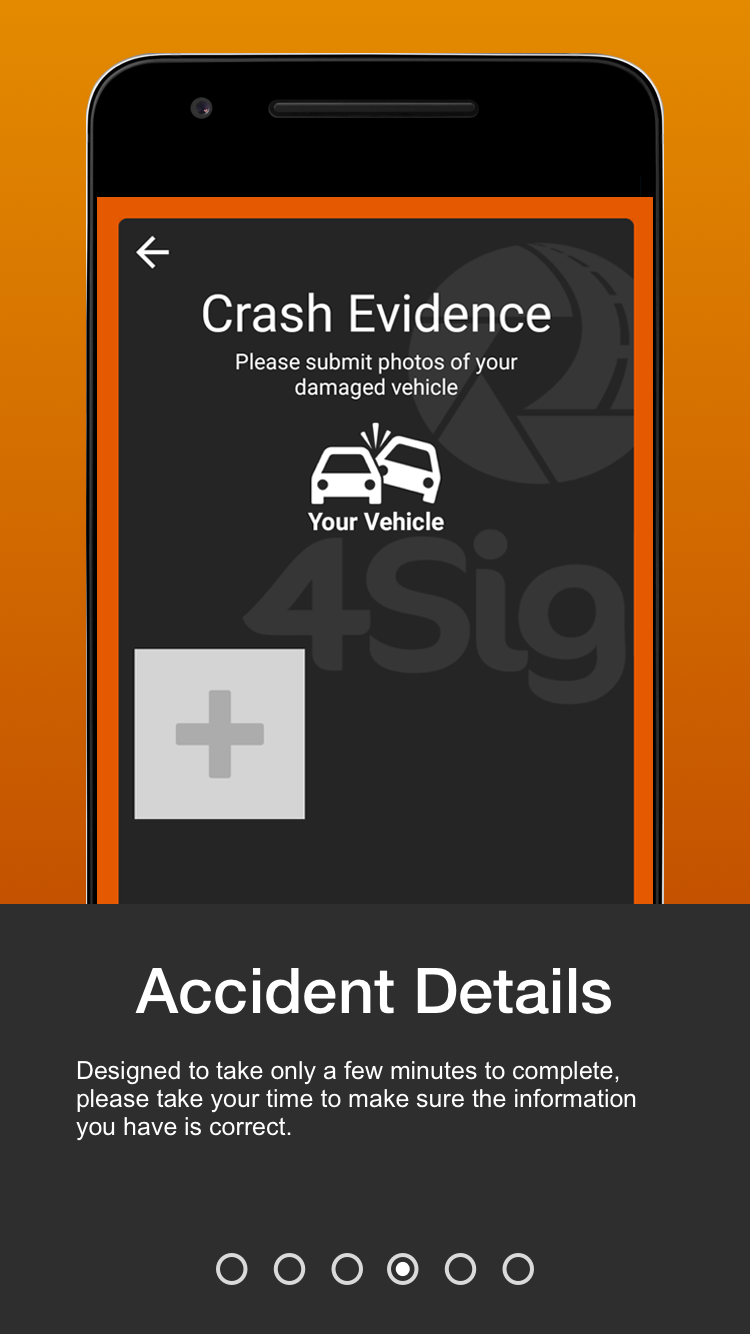 Crash Evidence
Please submit photos of your
damaged vehicle
Your Vehicle
4Sig
Accident Details
Designed to take only a few minutes to complete,
please take your time to make sure the information
you have is correct.